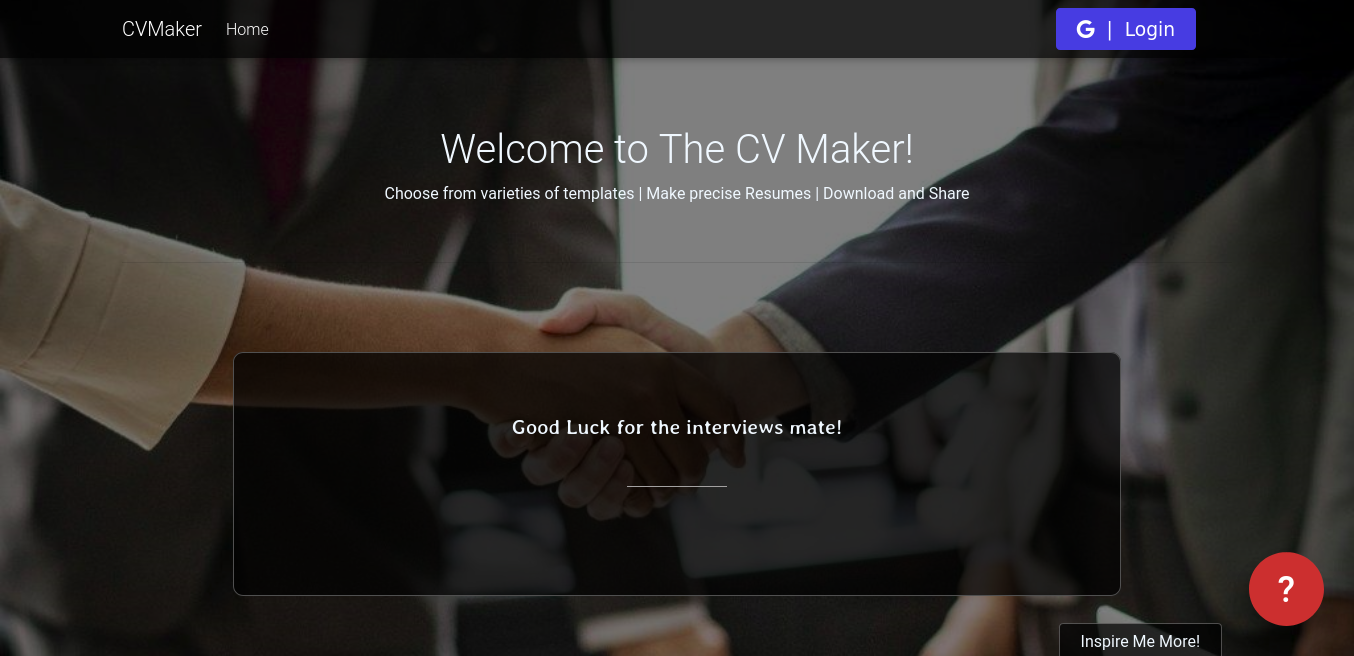 CVMaker Home G | Login
Welcome to The CV Maker!
Choose from varieties of templates | Make precise Resumes | Download and Share
Good Luck for the interviews mate!
?
Inspire Me More!